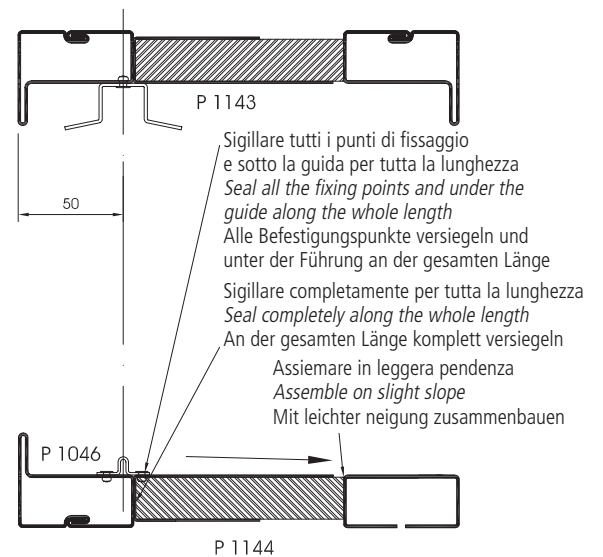 P 1143
Sigillare tutti i punti di fissaggio
e sotto la guida per tutta la lunghezza
Seal all the fixing points and under the
guide along the whole length
Alle Befestigungspunkte versiegeln und
unter der Führung an der gesamten Länge
50
Sigillare completamente per tutta la lunghezza
Seal completely along the whole length
An der gesamten Länge komplett versiegeln
Assiemare in leggera pendenza
Assemble on slight slope
Mit leichter neigung zusammenbauen
P 1046
P 1144